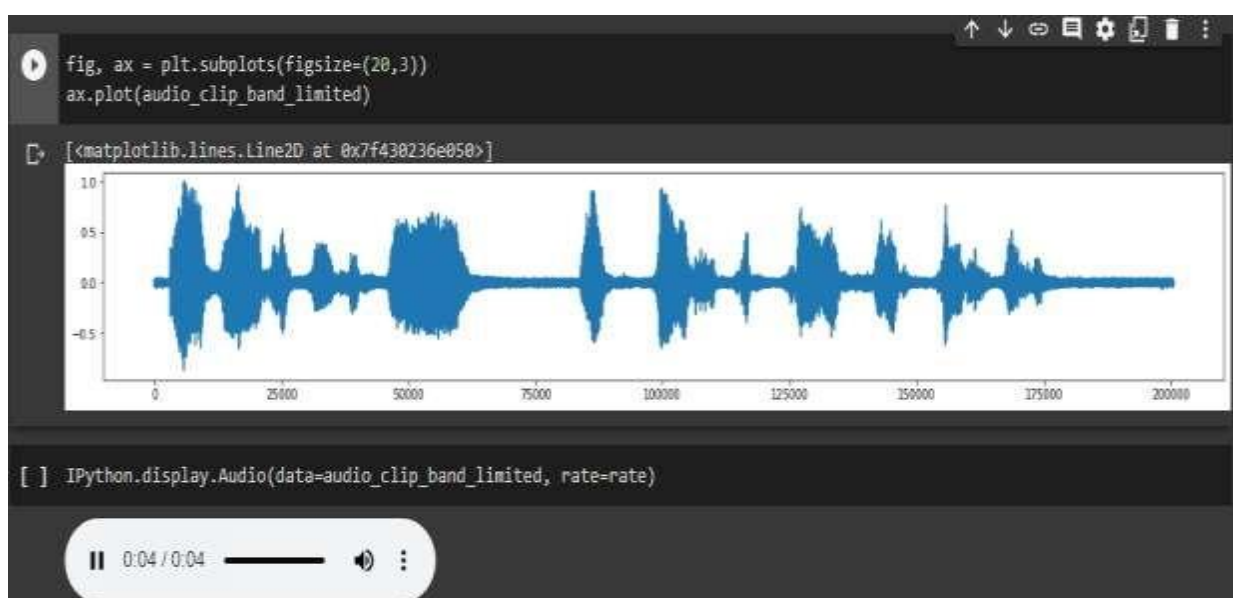 fig, ax = plt.subplots(figsize=(20,3))
ax.plot(audio_clip_band_limited)
[<matplotlib.lines.Line2D at 0x7f430236e050>]
1.0
0.5
0.0
-0.5
0 25000 50000 75000 100000 125000 150000 175000 200000
[ ] IPython.display.Audio(data=audio_clip_band_limited, rate=rate)
0:04 / 0:04